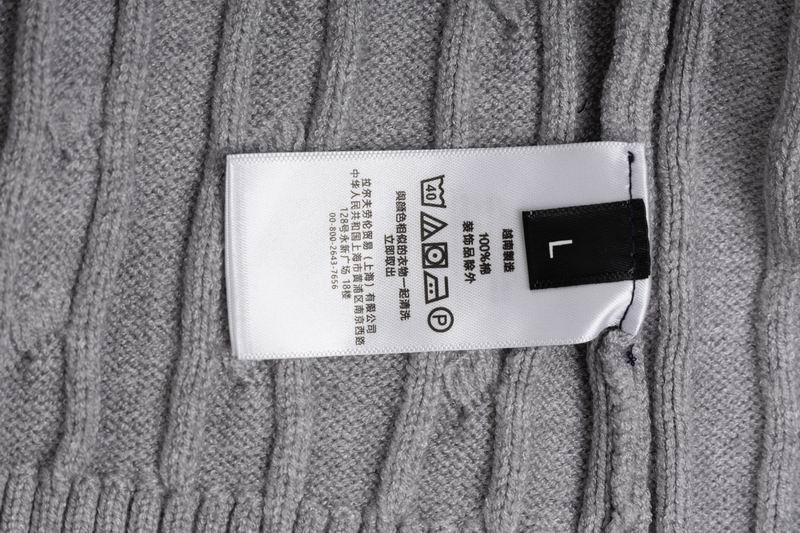 L
越南制造
100%棉
装饰品除外
40
P
與顔色相似的衣物一起清洗
立即取出
拉尔夫劳伦贸易（上海）有限公司
中华人民共和国上海市黄浦区南京西路
128号永新广场 18楼
00-800-2643-7656